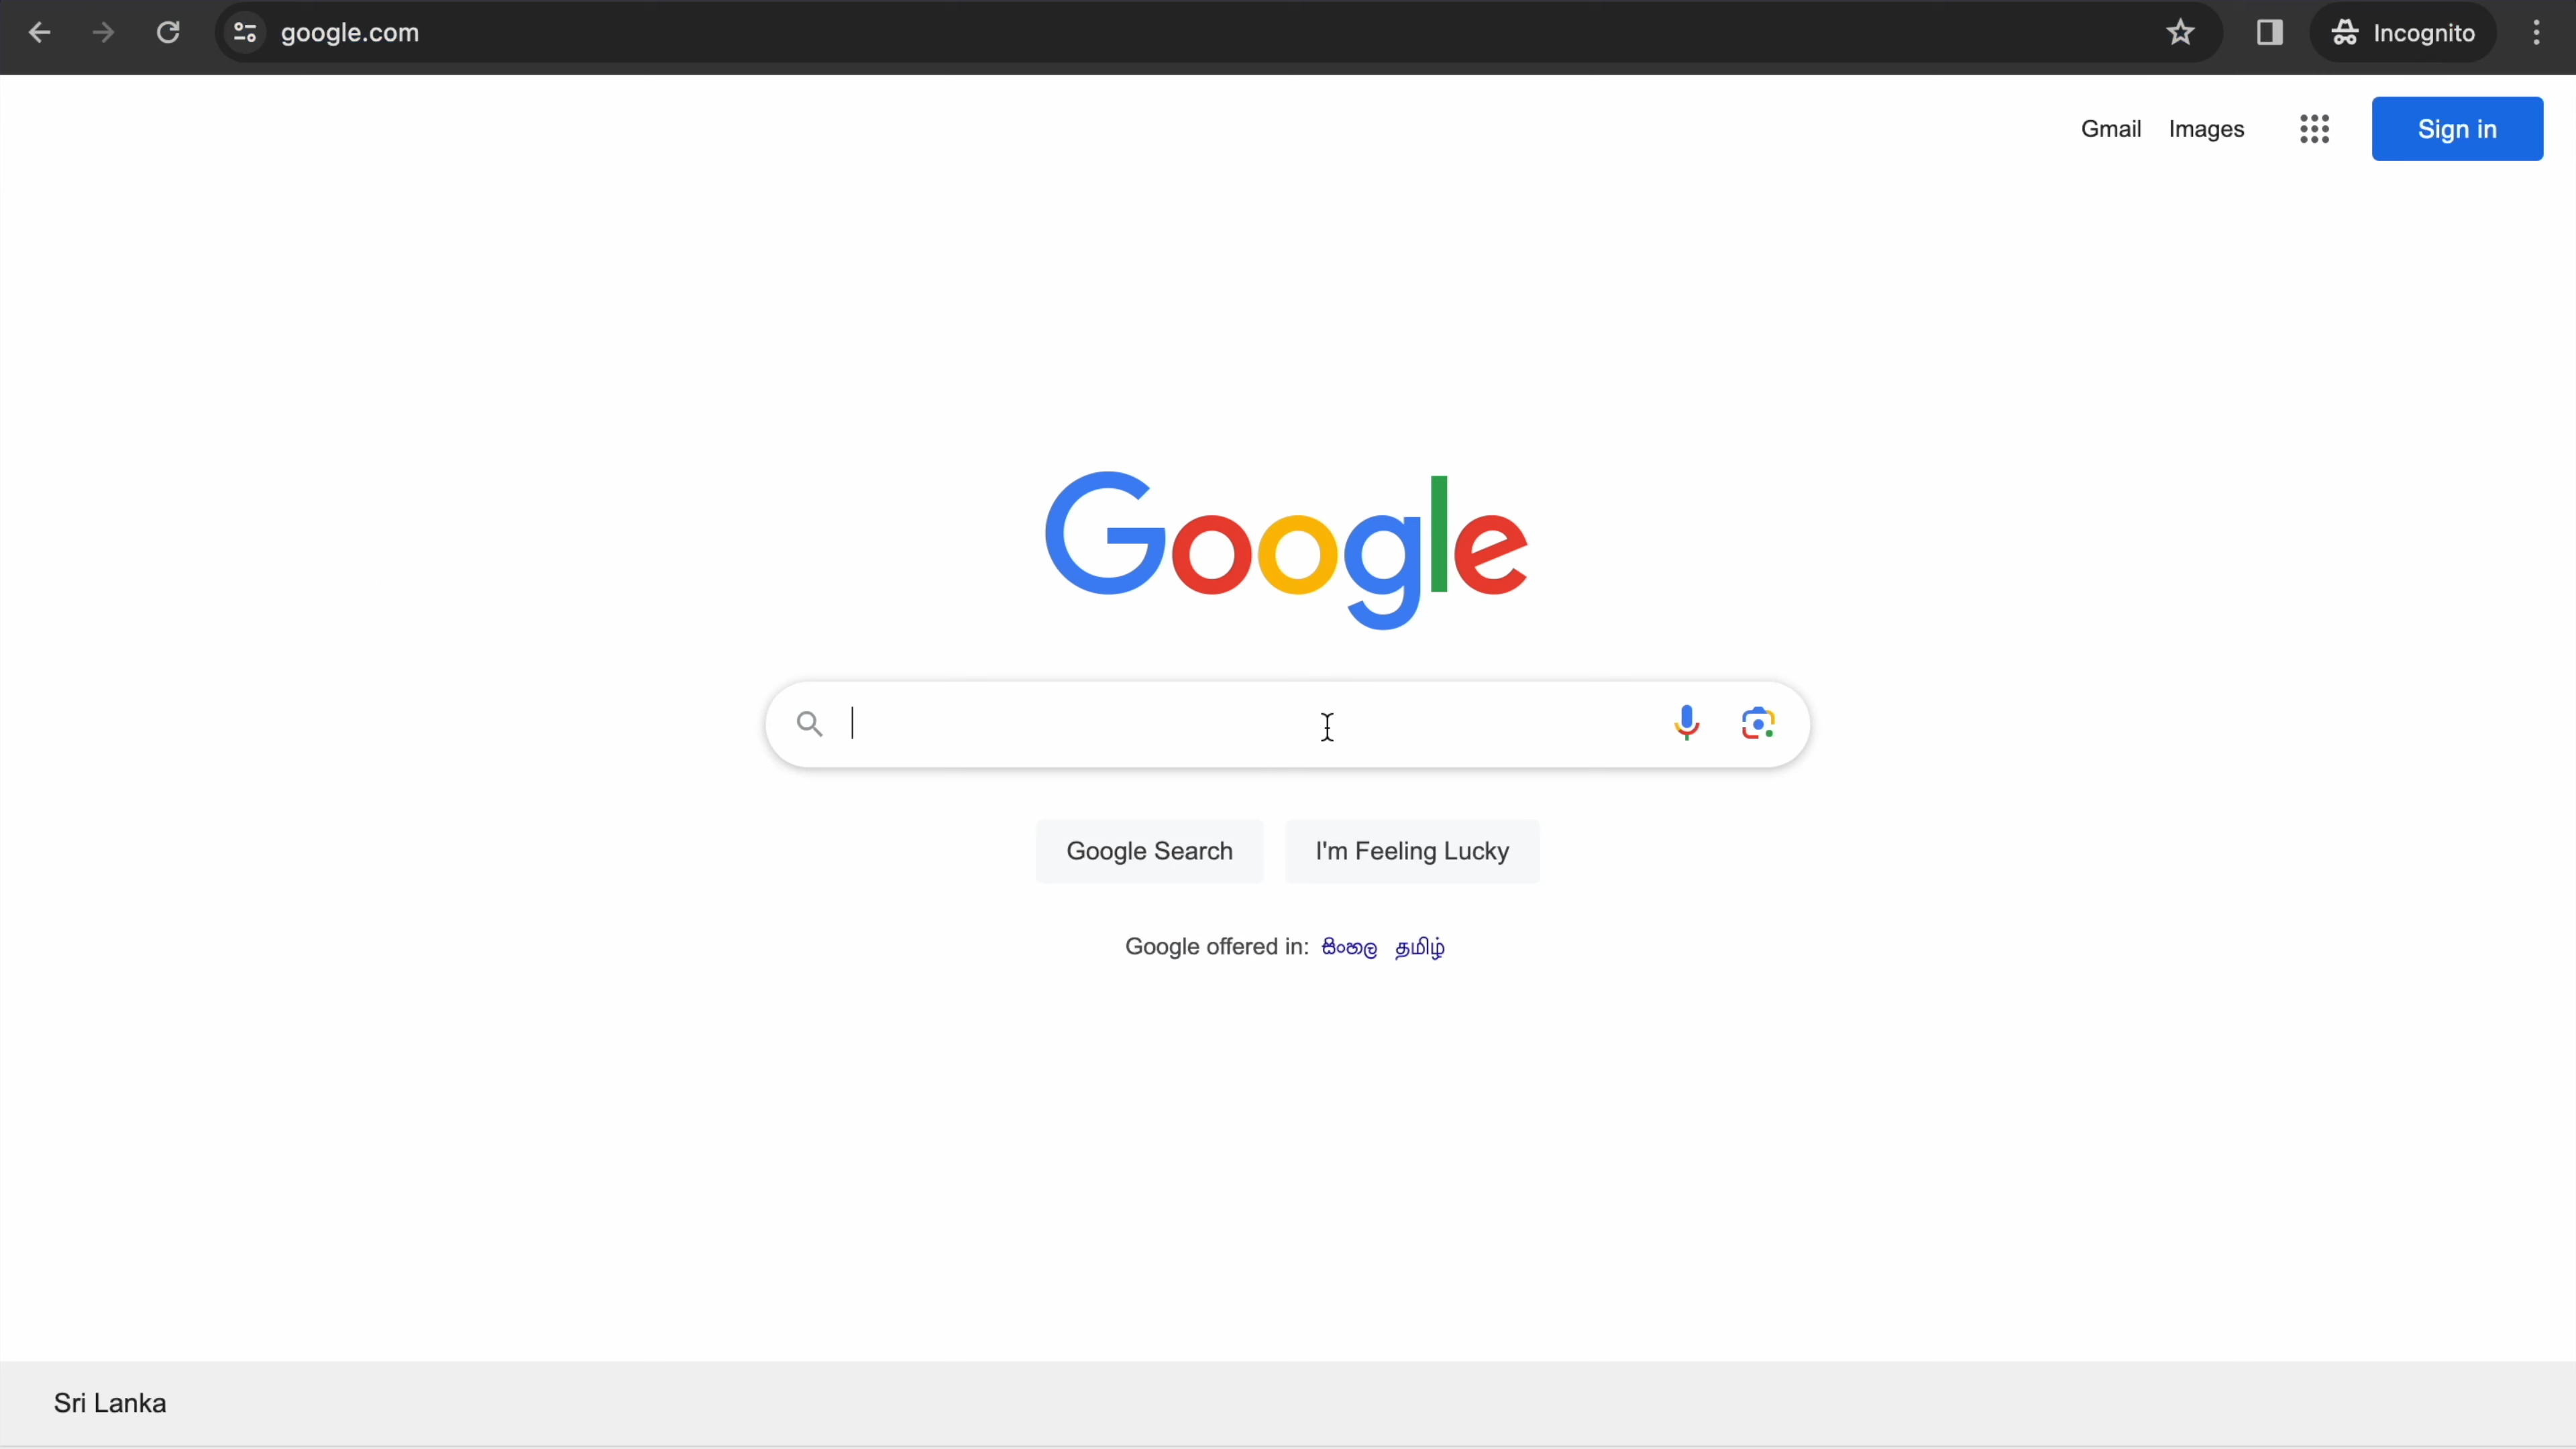 google.com
Incognito
Gmail Images
Sign in
Google
Google Search
I'm Feeling Lucky
Google offered in: සිංහල தமிழ்
Sri Lanka